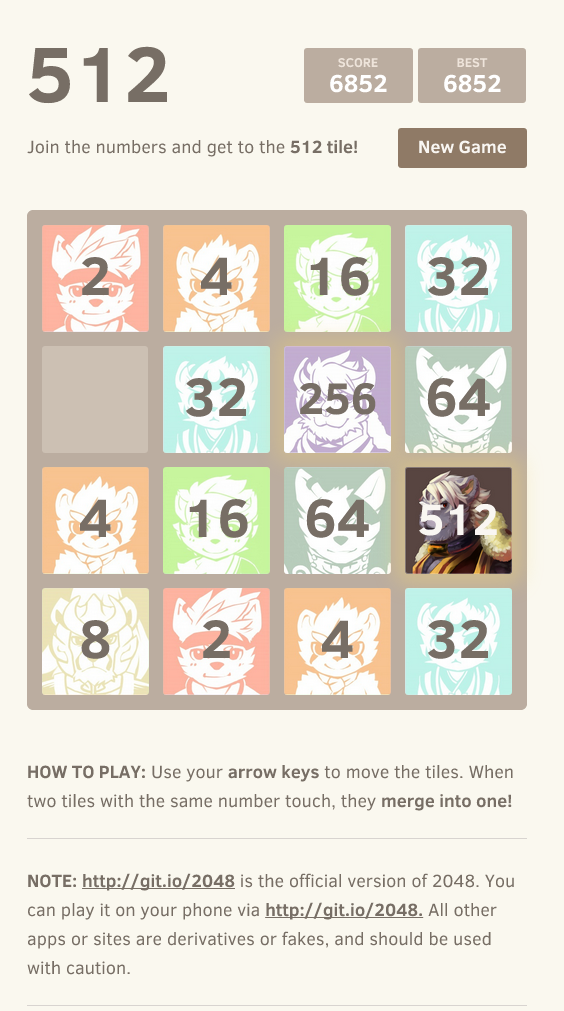 512
SCORE
6852
BEST
6852
Join the numbers and get to the 512 tile!
New Game
2 4 16 32
32 256 64
4 16 64 512
8 2 4 32
HOW TO PLAY: Use your arrow keys to move the tiles. When
two tiles with the same number touch, they merge into one!
NOTE: http://git.io/2048 is the official version of 2048. You
can play it on your phone via http://git.io/2048. All other
apps or sites are derivatives or fakes, and should be used
with caution.